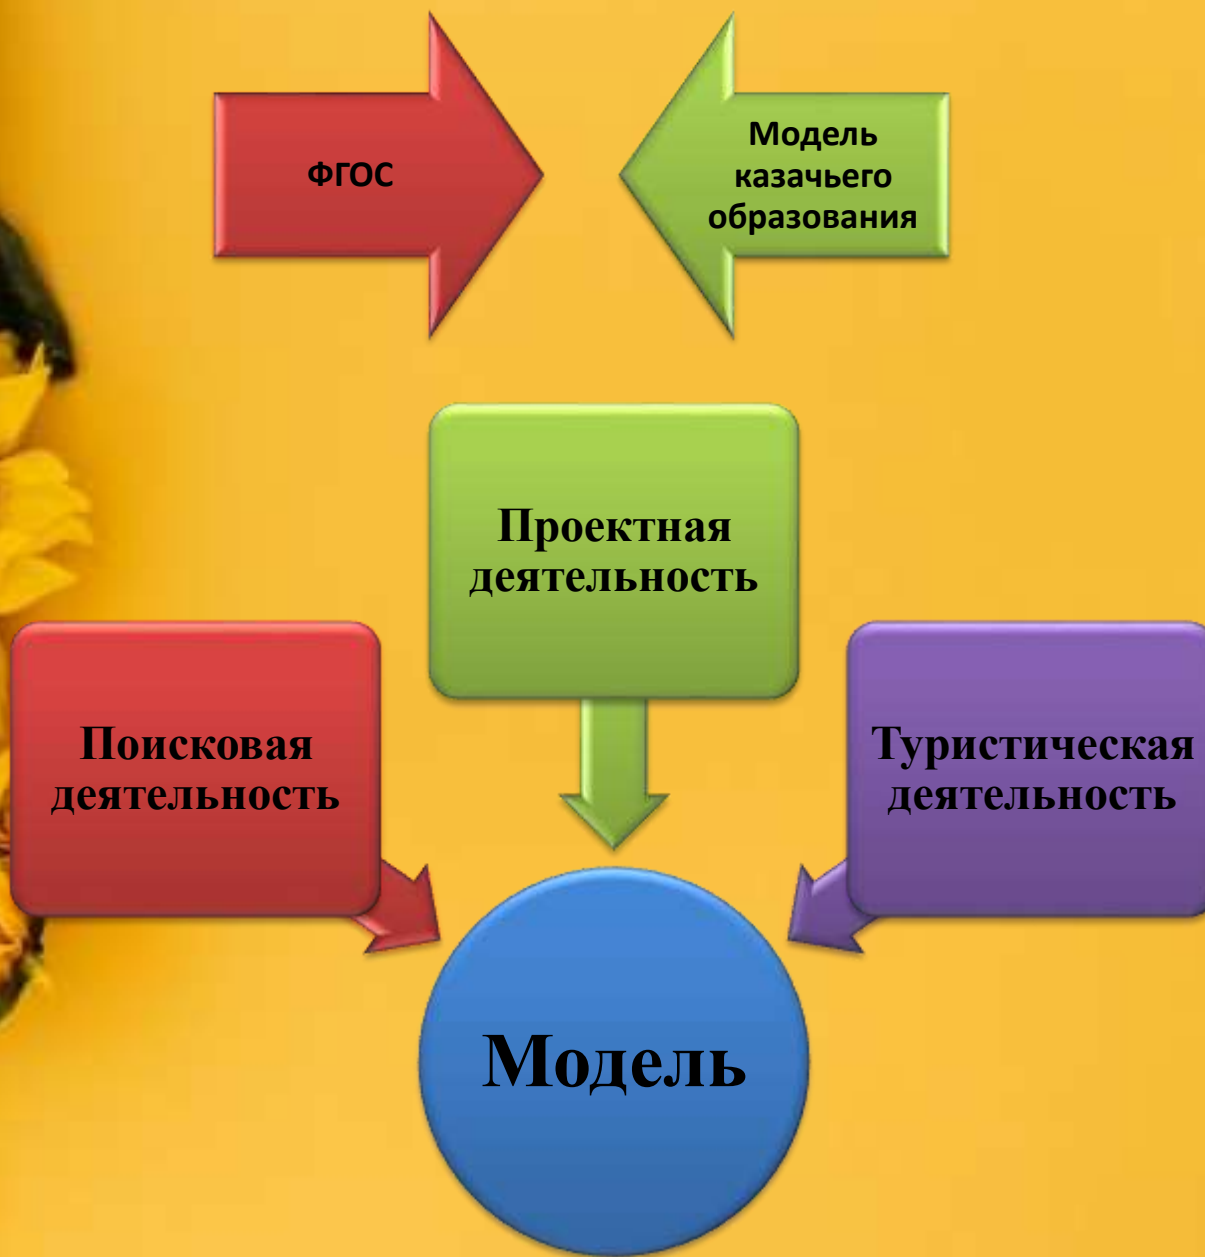 ФГОС
Модель
казачьего
образования
Проектная
деятельность
Поисковая
деятельность
Туристическая
деятельность
Модель